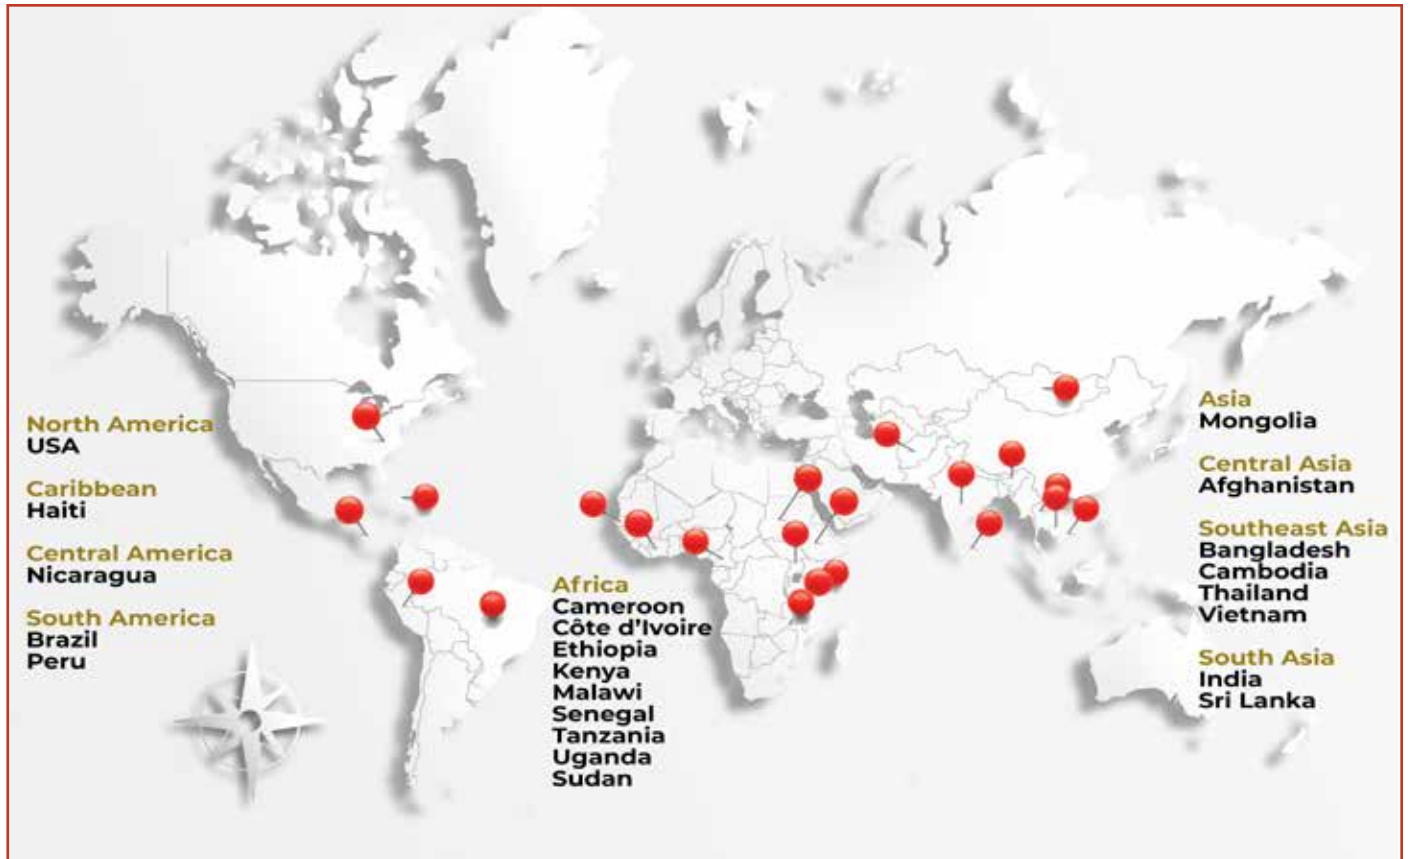 North America
USA
Caribbean
Haiti
Central America
Nicaragua
South America
Brazil
Peru
Africa
Cameroon
Côte d'Ivoire
Ethiopia
Kenya
Malawi
Senegal
Tanzania
Uganda
Sudan
Asia
Mongolia
Central Asia
Afghanistan
Southeast Asia
Bangladesh
Cambodia
Thailand
Vietnam
South Asia
India
Sri Lanka